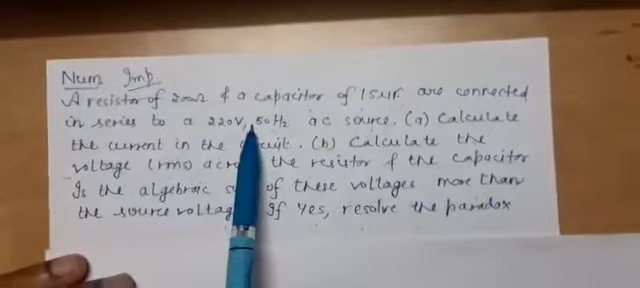 Num Imp
A resistor of 200Ω & a capacitor of 15μF are connected
in series to a 220V, 50Hz ac source. (a) Calculate
the current in the circuit. (b) Calculate the
voltage (rms) across the resistor & the capacitor
Is the algebraic sum of these voltages more than
the source voltage If Yes, resolve the paradox